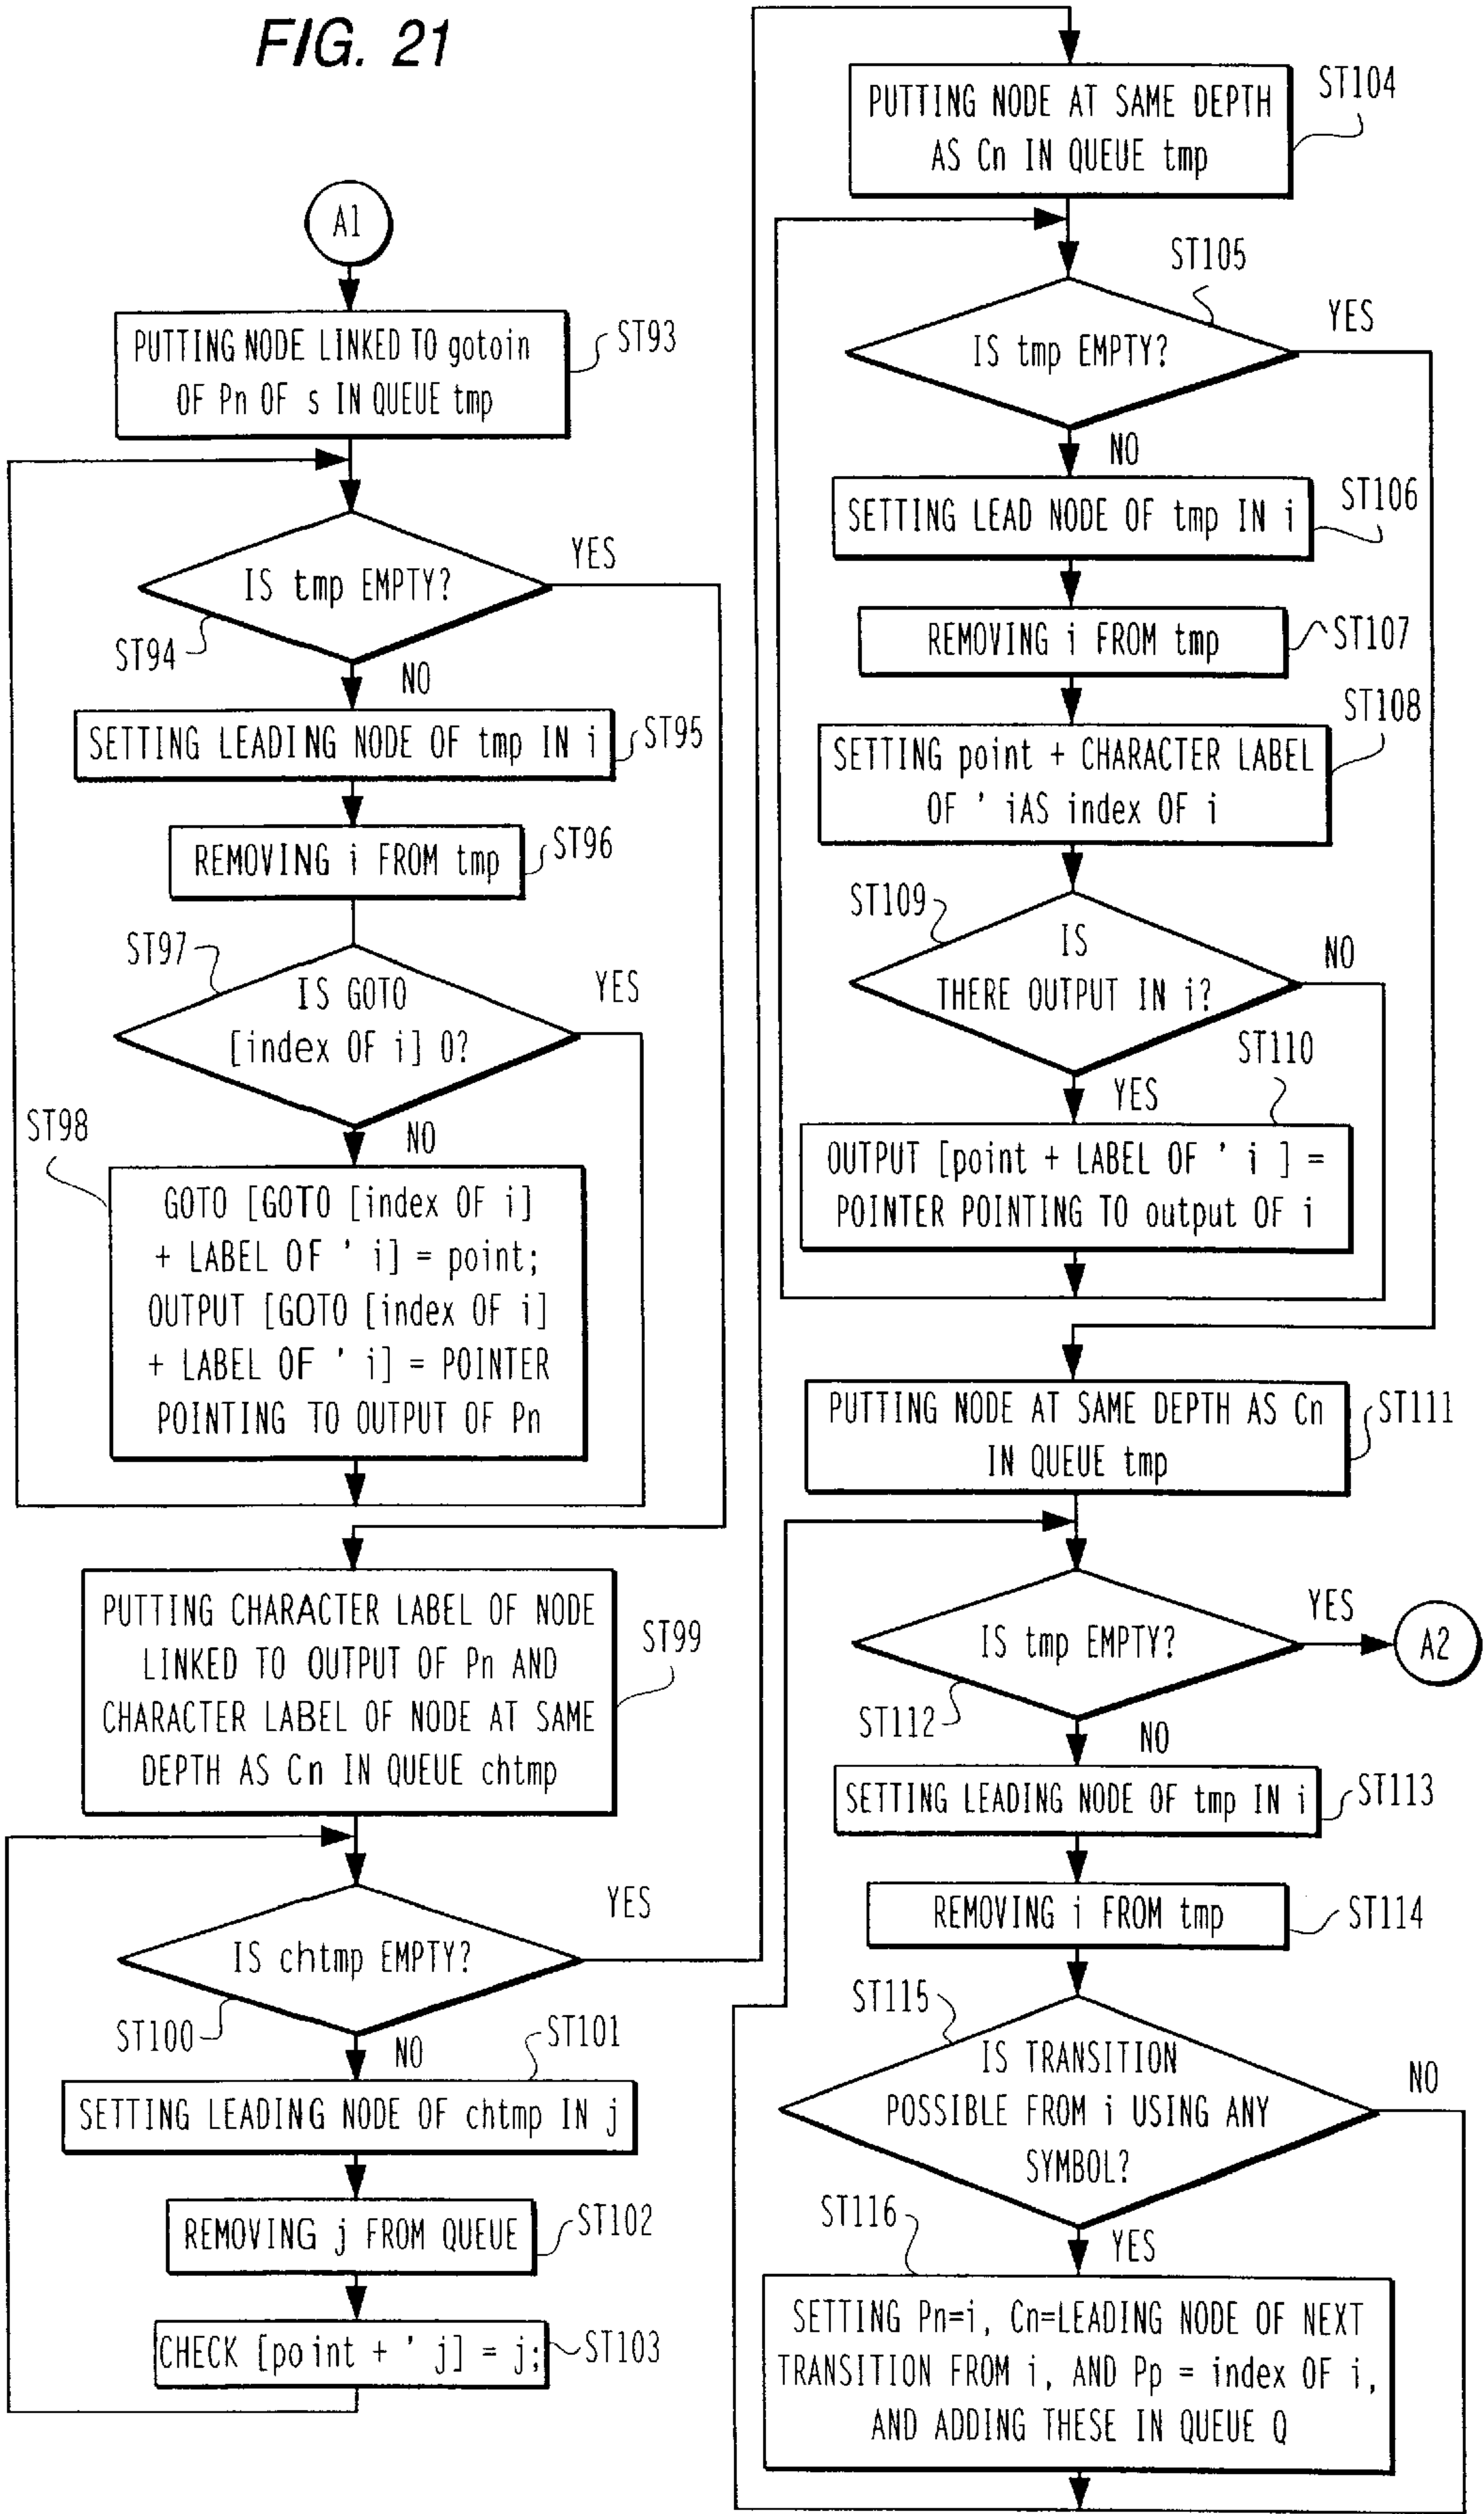 FIG. 21
A1
PUTTING NODE LINKED TO gotoin
OF Pn OF s IN QUEUE tmp
ST93
IS tmp EMPTY?
YES
ST94
NO
SETTING LEADING NODE OF tmp IN i
ST95
REMOVING i FROM tmp
ST96
ST97
IS GOTO
[index OF i] 0?
YES
ST98
NO
GOTO [GOTO [index OF i]
+ LABEL OF ' i] = point;
OUTPUT [GOTO [index OF i]
+ LABEL OF ' i] = POINTER
POINTING TO OUTPUT OF Pn
PUTTING CHARACTER LABEL OF NODE
LINKED TO OUTPUT OF Pn AND
CHARACTER LABEL OF NODE AT SAME
DEPTH AS Cn IN QUEUE chtmp
ST99
IS chtmp EMPTY?
YES
ST100
NO
ST101
SETTING LEADING NODE OF chtmp IN j
REMOVING j FROM QUEUE
ST102
CHECK [point + ' j] = j;
ST103
PUTTING NODE AT SAME DEPTH
AS Cn IN QUEUE tmp
ST104
ST105
IS tmp EMPTY?
YES
NO
SETTING LEAD NODE OF tmp IN i
ST106
REMOVING i FROM tmp
ST107
ST108
SETTING point + CHARACTER LABEL
OF ' iAS index OF i
ST109
IS
THERE OUTPUT IN i?
NO
ST110
YES
OUTPUT [point + LABEL OF ' i ] =
POINTER POINTING TO output OF i
PUTTING NODE AT SAME DEPTH AS Cn
IN QUEUE tmp
ST111
IS tmp EMPTY?
YES
A2
ST112
NO
SETTING LEADING NODE OF tmp IN i
ST113
REMOVING i FROM tmp
ST114
ST115
IS TRANSITION
POSSIBLE FROM i USING ANY
SYMBOL?
NO
ST116
YES
SETTING Pn=i, Cn=LEADING NODE OF NEXT
TRANSITION FROM i, AND Pp = index OF i,
AND ADDING THESE IN QUEUE Q